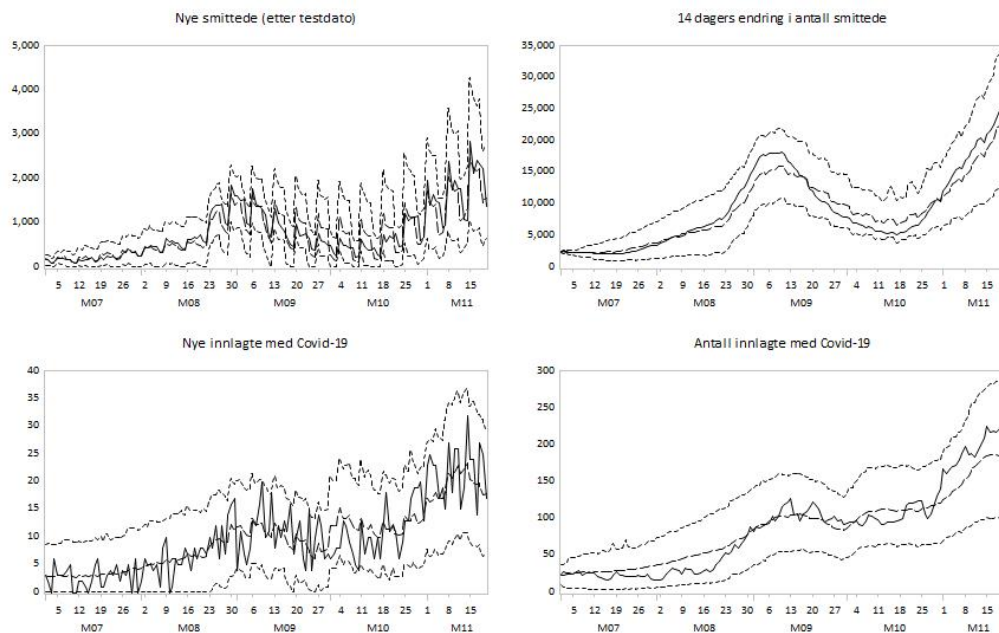 Nye smittede (etter testdato)
5,000
4,000
3,000
2,000
1,000
0
5 12 19 26 2 9 16 23 30 6 13 20 27 4 11 18 25 1 8 15
M07 M08 M09 M10 M11
14 dagers endring i antall smittede
35,000
30,000
25,000
20,000
15,000
10,000
5,000
0
5 12 19 26 2 9 16 23 30 6 13 20 27 4 11 18 25 1 8 15
M07 M08 M09 M10 M11
Nye innlagte med Covid-19
40
35
30
25
20
15
10
5
0
5 12 19 26 2 9 16 23 30 6 13 20 27 4 11 18 25 1 8 15
M07 M08 M09 M10 M11
Antall innlagte med Covid-19
300
250
200
150
100
50
0
5 12 19 26 2 9 16 23 30 6 13 20 27 4 11 18 25 1 8 15
M07 M08 M09 M10 M11